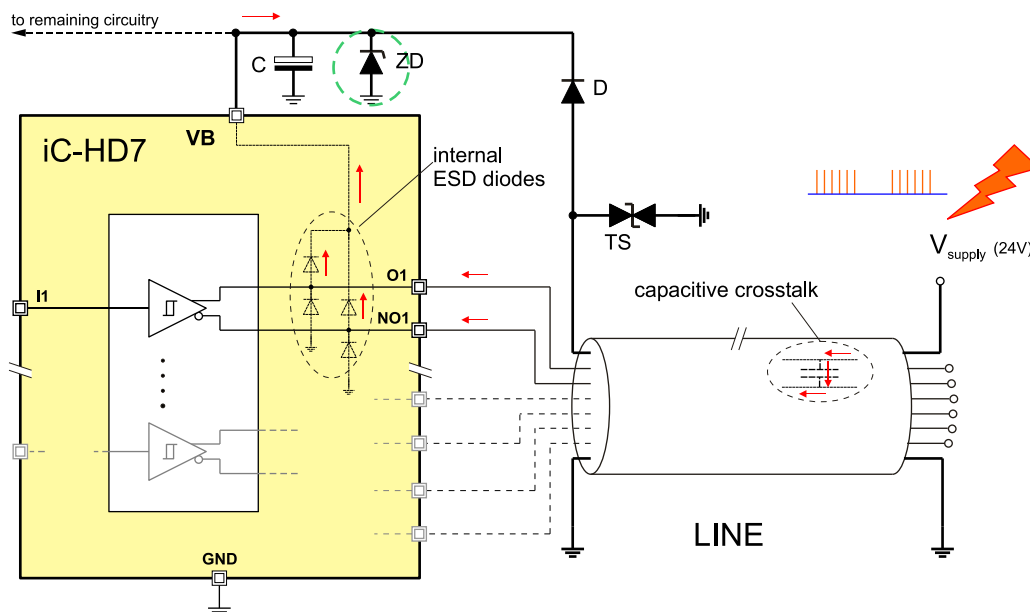 to remaining circuitry
C
ZD
D
VB
iC-HD7
internal
ESD diodes
TS
Vsupply (24V)
I1
O1
NO1
capacitive crosstalk
LINE
GND